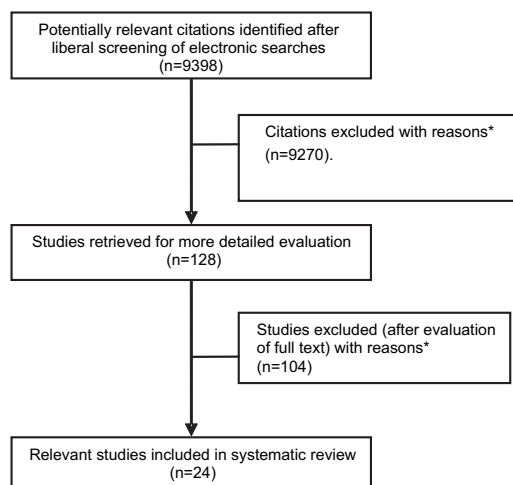 Potentially relevant citations identified after
liberal screening of electronic searches
(n=9398)
Citations excluded with reasons*
(n=9270).
Studies retrieved for more detailed evaluation
(n=128)
Studies excluded (after evaluation
of full text) with reasons*
(n=104)
Relevant studies included in systematic review
(n=24)